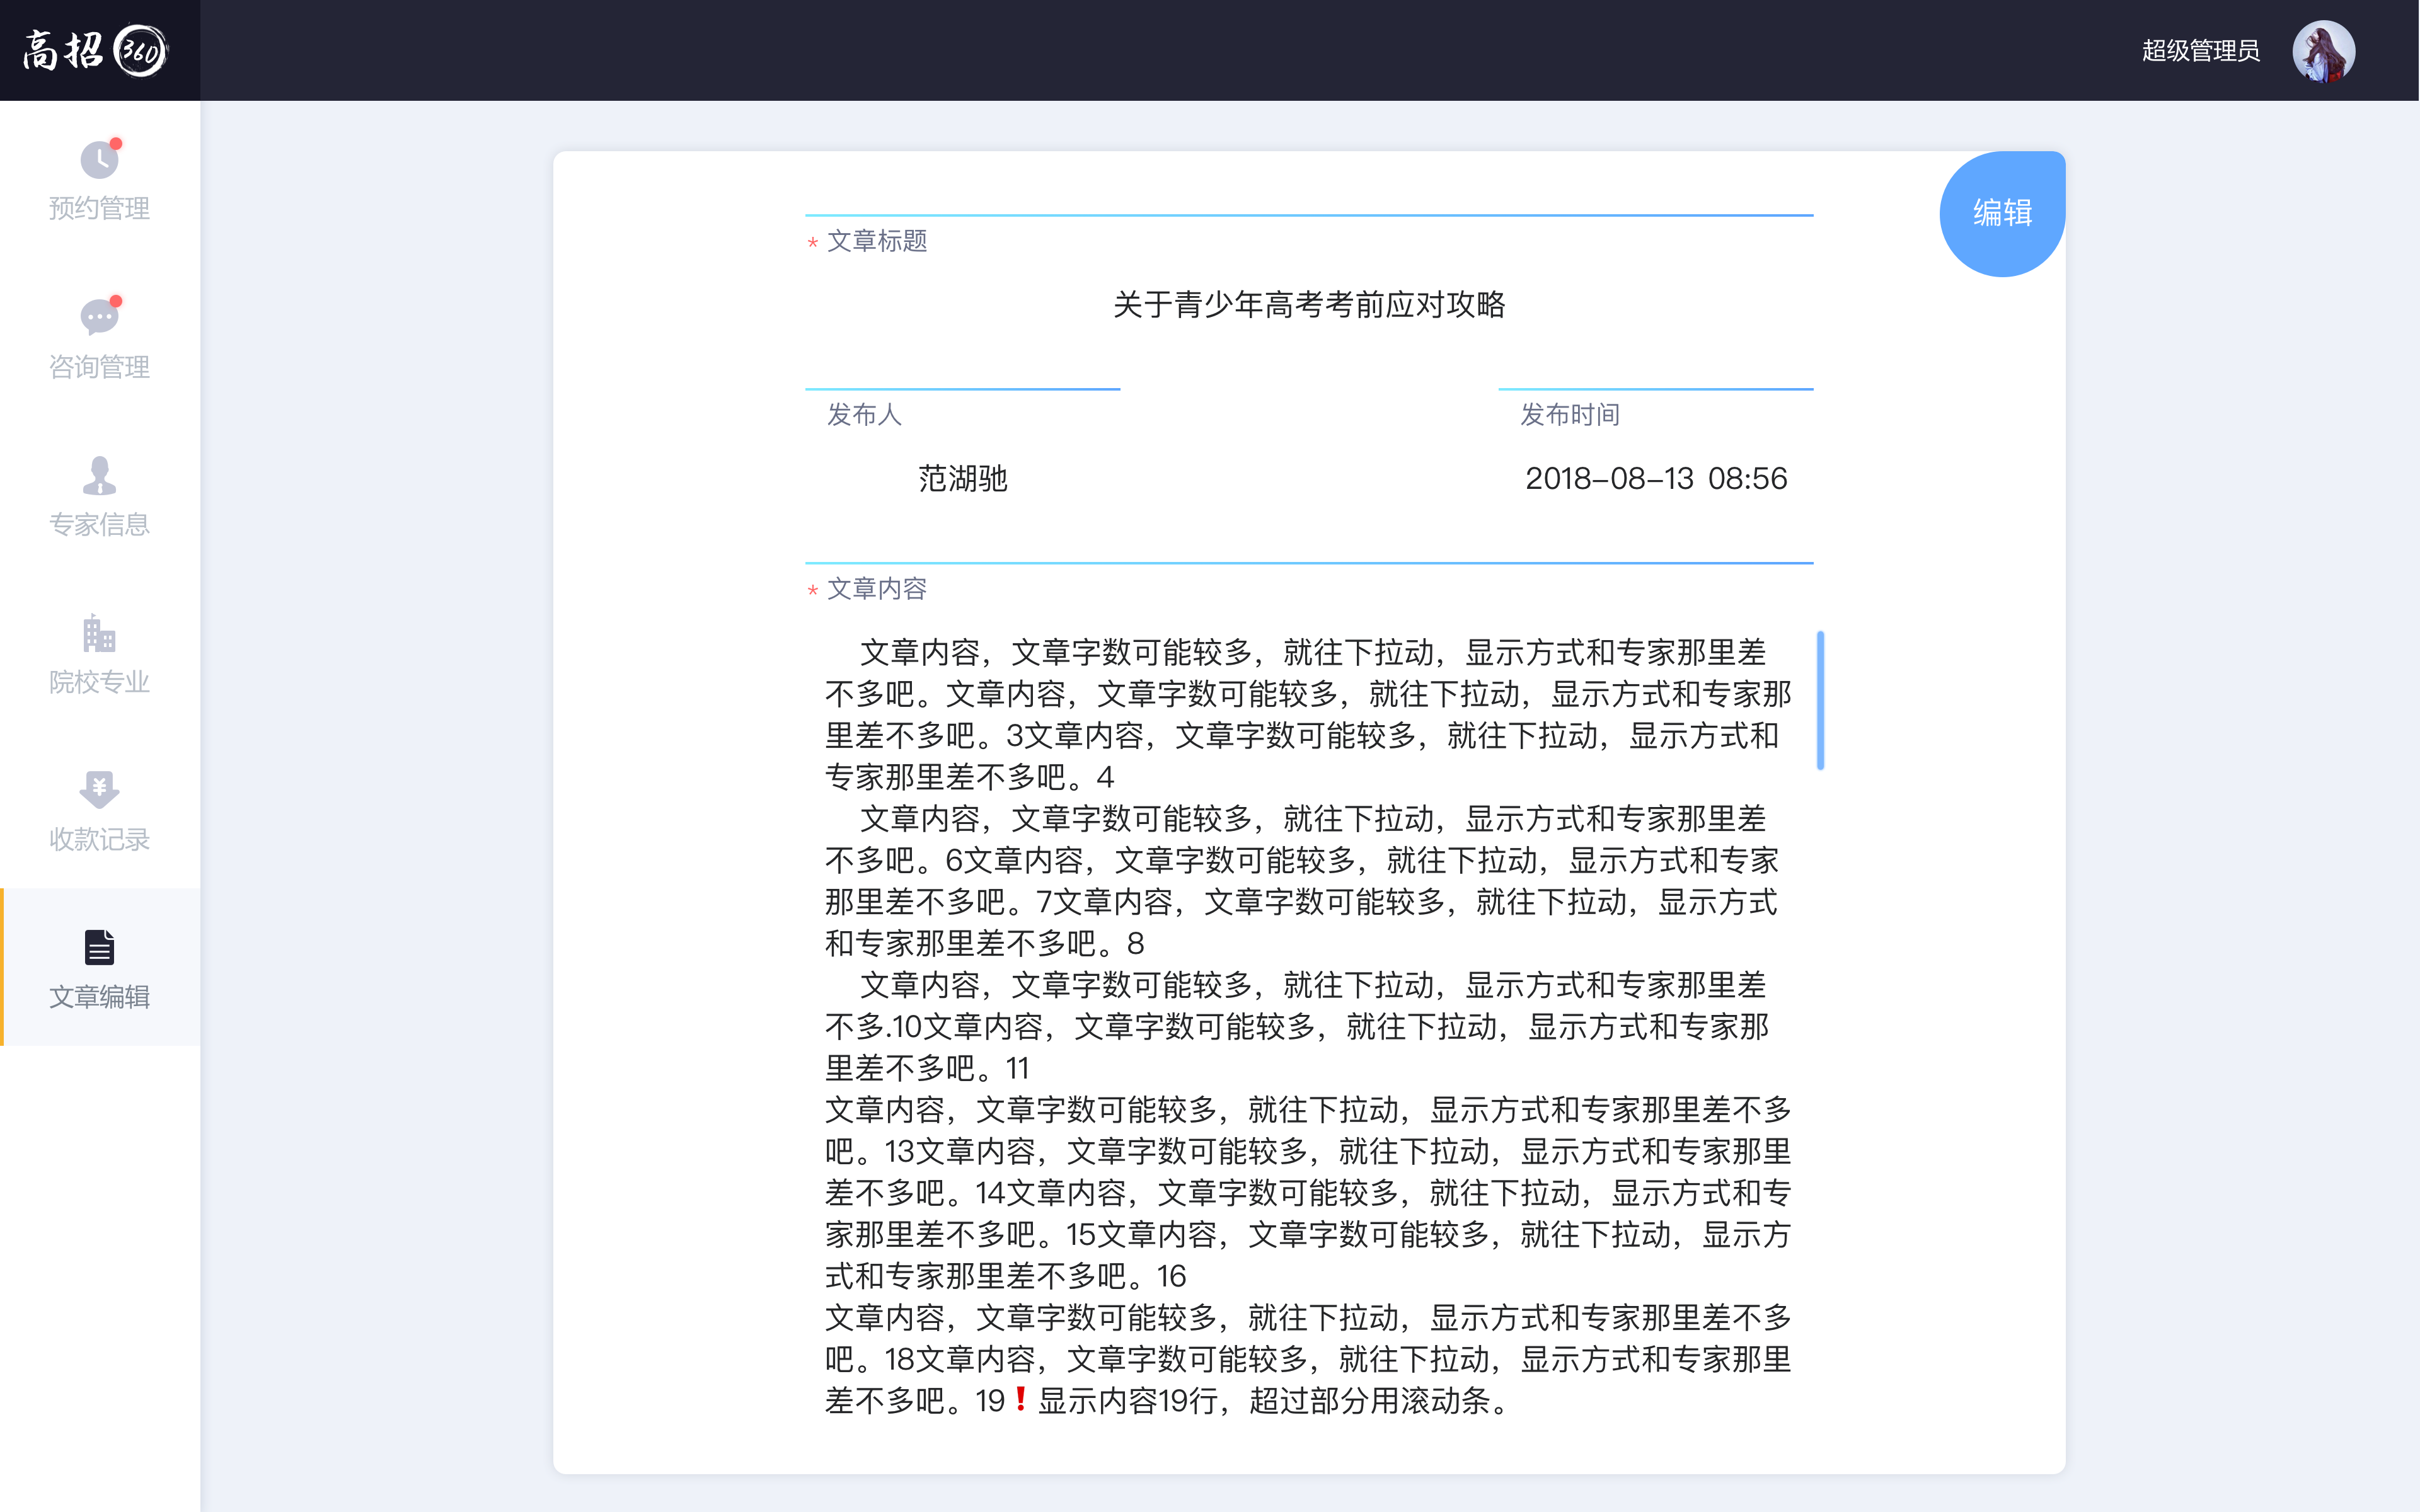 高招360
超级管理员
预约管理
咨询管理
专家信息
院校专业
收款记录
文章编辑
编辑
* 文章标题
关于青少年高考考前应对攻略
发布人
发布时间
范湖驰
2018-08-13 08:56
* 文章内容
文章内容，文章字数可能较多，就往下拉动，显示方式和专家那里差
不多吧。文章内容，文章字数可能较多，就往下拉动，显示方式和专家那
里差不多吧。3文章内容，文章字数可能较多，就往下拉动，显示方式和
专家那里差不多吧。4
文章内容，文章字数可能较多，就往下拉动，显示方式和专家那里差
不多吧。6文章内容，文章字数可能较多，就往下拉动，显示方式和专家
那里差不多吧。7文章内容，文章字数可能较多，就往下拉动，显示方式
和专家那里差不多吧。8
文章内容，文章字数可能较多，就往下拉动，显示方式和专家那里差
不多.10文章内容，文章字数可能较多，就往下拉动，显示方式和专家那
里差不多吧。11
文章内容，文章字数可能较多，就往下拉动，显示方式和专家那里差不多
吧。13文章内容，文章字数可能较多，就往下拉动，显示方式和专家那里
差不多吧。14文章内容，文章字数可能较多，就往下拉动，显示方式和专
家那里差不多吧。15文章内容，文章字数可能较多，就往下拉动，显示方
式和专家那里差不多吧。16
文章内容，文章字数可能较多，就往下拉动，显示方式和专家那里差不多
吧。18文章内容，文章字数可能较多，就往下拉动，显示方式和专家那里
差不多吧。19❗显示内容19行，超过部分用滚动条。